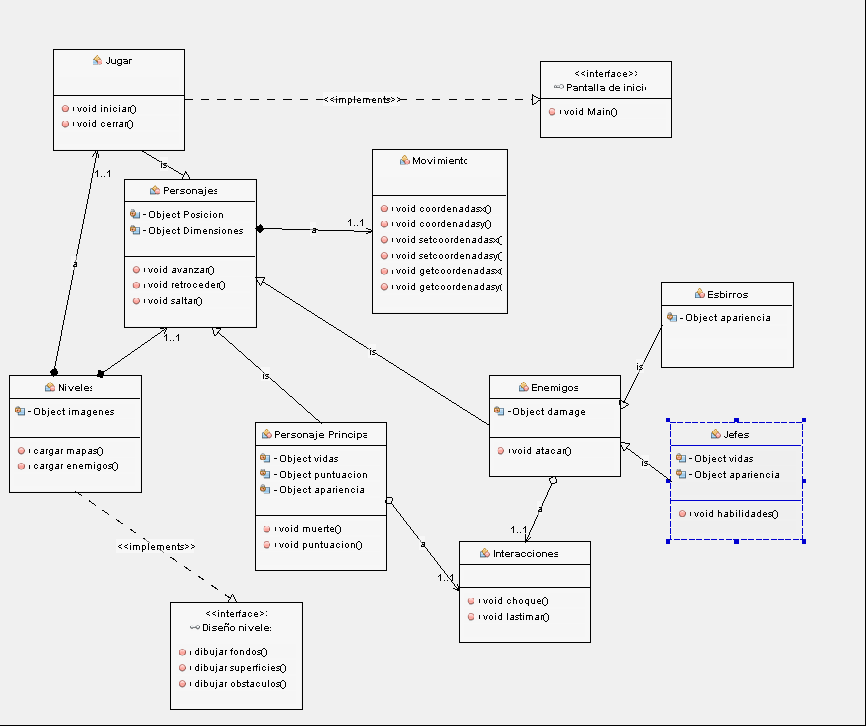 Jugar
void iniciar()
void cerrar()
<<implements>>
<<interface>>
Pantalla de inici
void Main()
is
1..1
Personajes
- Object Posicion
- Object Dimensiones
void avanzar()
void retroceder()
void saltar()
a
1..1
Movimiento
void coordenadasx()
void coordenadasy()
void setcoordenadasx(
void setcoordenadasy(
void getcoordenadasx(
void getcoordenadasy(
a
1..1
is
is
Esbirros
- Object apariencia
is
Niveles
- Object imagenes
cargar mapas()
cargar enemigos()
Personaje Principa
- Object vidas
- Object puntuacion
- Object apariencia
void muerte()
void puntuacion()
Enemigos
- Object damage
void atacar()
is
Jefes
- Object vidas
- Object apariencia
void habilidades()
a
1..1
a
1..1
Interacciones
void choque()
void lastimar()
<<implements>>
<<interface>>
Diseño nivele
dibujar fondos()
dibujar superficies()
dibujar obstaculos()